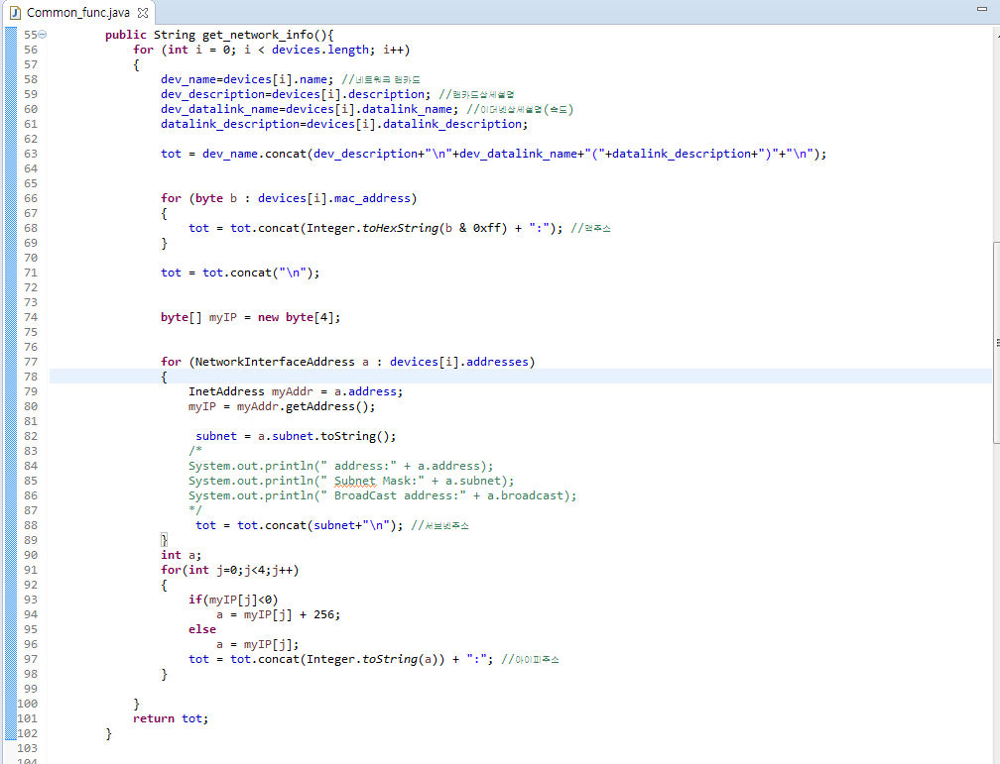 Common_func.java
55 public String get_network_info(){
56 for (int i = 0; i < devices.length; i++)
57 {
58 dev_name=devices[i].name; //네트워크 랜카드
59 dev_description=devices[i].description; //랜카드상세설명
60 dev_datalink_name=devices[i].datalink_name; //이더넷상세설명(속도)
61 datalink_description=devices[i].datalink_description;
62
63 tot = dev_name.concat(dev_description+"\n"+dev_datalink_name+"("+datalink_description+")"+"\n");
64
65
66 for (byte b : devices[i].mac_address)
67 {
68 tot = tot.concat(Integer.toHexString(b & 0xff) + ":"); //맥주소
69 }
70
71 tot = tot.concat("\n");
72
73
74 byte[] myIP = new byte[4];
75
76
77 for (NetworkInterfaceAddress a : devices[i].addresses)
78 {
79 InetAddress myAddr = a.address;
80 myIP = myAddr.getAddress();
81
82 subnet = a.subnet.toString();
83 /*
84 System.out.println(" address:" + a.address);
85 System.out.println(" Subnet Mask:" + a.subnet);
86 System.out.println(" BroadCast address:" + a.broadcast);
87 */
88 tot = tot.concat(subnet+"\n"); //서브넷주소
89 }
90 int a;
91 for(int j=0;j<4;j++)
92 {
93 if(myIP[j]<0)
94 a = myIP[j] + 256;
95 else
96 a = myIP[j];
97 tot = tot.concat(Integer.toString(a)) + ":"; //아이피주소
98 }
99
100 }
101 return tot;
102 }
103
104